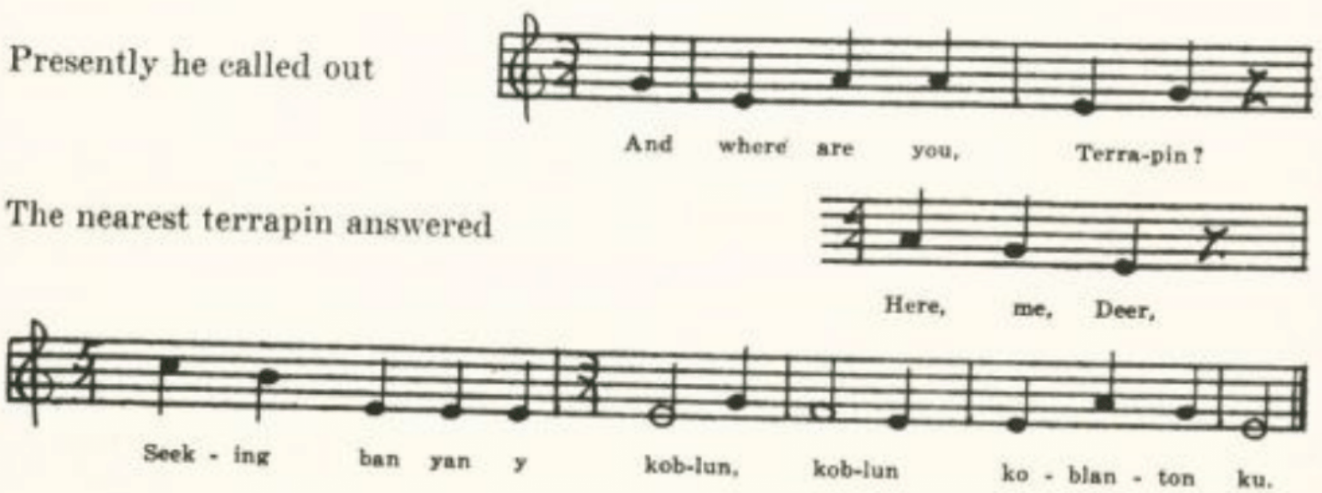 Presently he called out
And where are you, Terra-pin?
The nearest terrapin answered
Here, me, Deer,
Seek - ing ban yan y kob-lun, kob-lun ko - blan - ton ku.